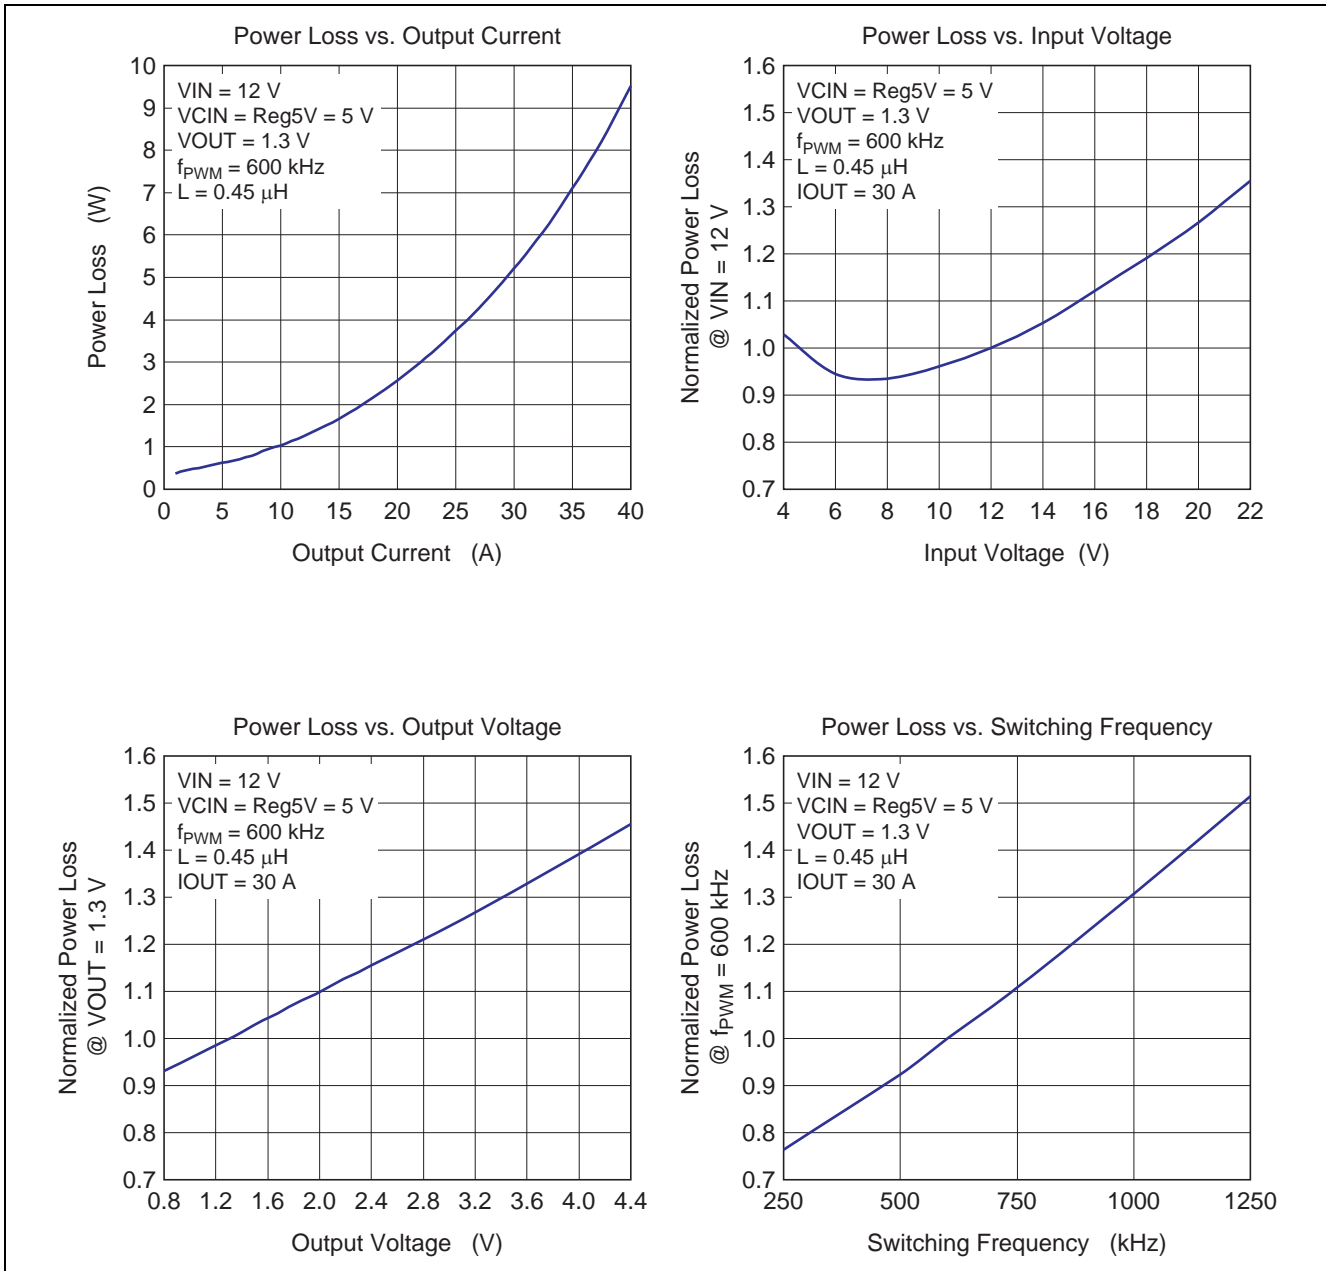 Power Loss vs. Output Current
VIN = 12 V
VCIN = Reg5V = 5 V
VOUT = 1.3 V
fPWM = 600 kHz
L = 0.45 μH
Power Loss (W)
10
9
8
7
6
5
4
3
2
1
0
0 5 10 15 20 25 30 35 40
Output Current (A)
Power Loss vs. Input Voltage
VCIN = Reg5V = 5 V
VOUT = 1.3 V
fPWM = 600 kHz
L = 0.45 μH
IOUT = 30 A
Normalized Power Loss
@ VIN = 12 V
1.6
1.5
1.4
1.3
1.2
1.1
1.0
0.9
0.8
0.7
4 6 8 10 12 14 16 18 20 22
Input Voltage (V)
Power Loss vs. Output Voltage
VIN = 12 V
VCIN = Reg5V = 5 V
fPWM = 600 kHz
L = 0.45 μH
IOUT = 30 A
Normalized Power Loss
@ VOUT = 1.3 V
1.6
1.5
1.4
1.3
1.2
1.1
1.0
0.9
0.8
0.7
0.8 1.2 1.6 2.0 2.4 2.8 3.2 3.6 4.0 4.4
Output Voltage (V)
Power Loss vs. Switching Frequency
VIN = 12 V
VCIN = Reg5V = 5 V
VOUT = 1.3 V
L = 0.45 μH
IOUT = 30 A
Normalized Power Loss
@ fPWM = 600 kHz
1.6
1.5
1.4
1.3
1.2
1.1
1.0
0.9
0.8
0.7
250 500 750 1000 1250
Switching Frequency (kHz)